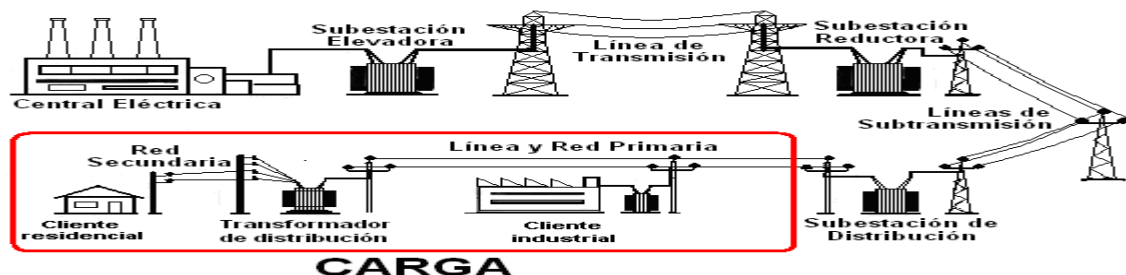 Subestación
Elevadora
Línea de
Transmisión
Subestación
Reductora
Central Eléctrica
Líneas de
Subtransmisión
Red
Secundaria
Línea y Red Primaria
Cliente
residencial
Transformador
de distribución
Cliente
industrial
Subestación de
Distribución
CARGA